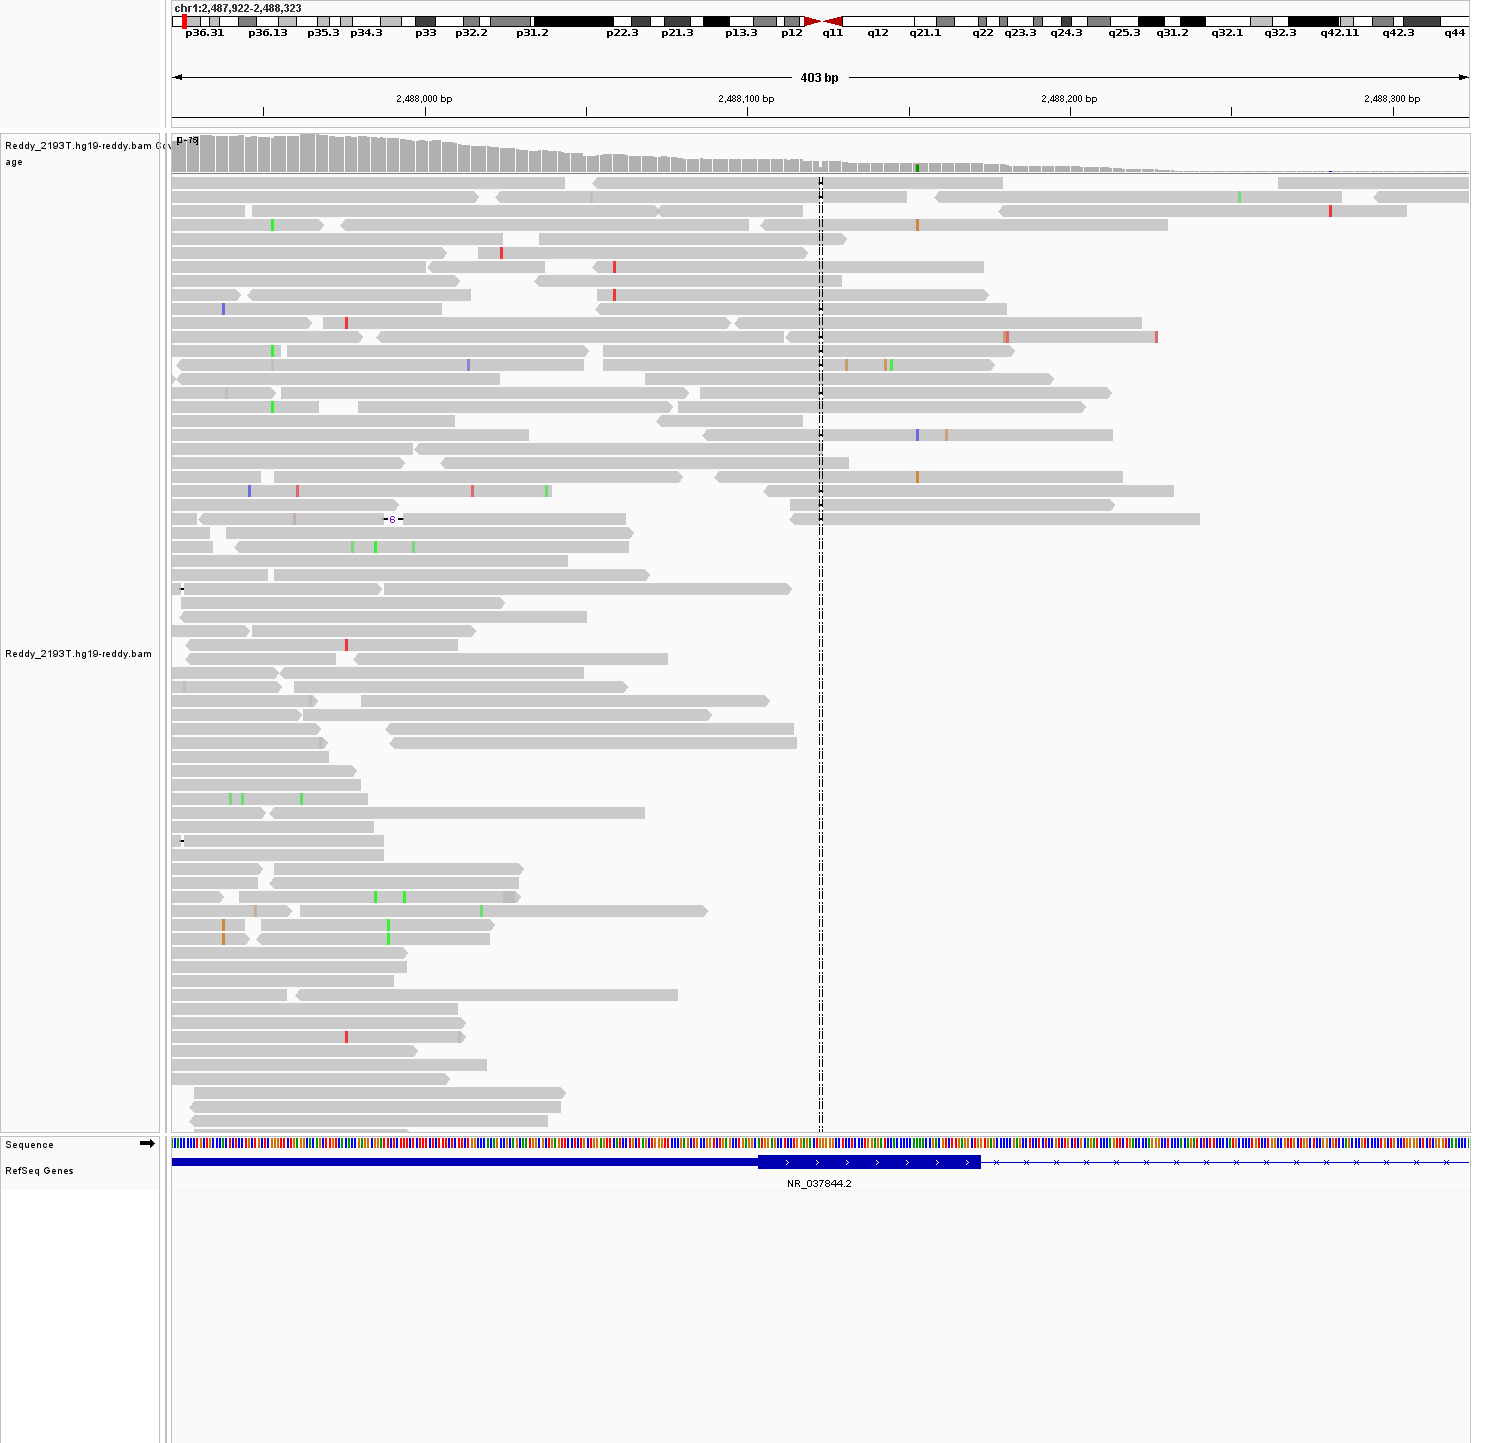 chr1:2,487,922-2,488,323
p36.31 p36.13 p35.3 p34.3 p33 p32.2 p31.2 p22.3 p21.3 p13.3 p12 q11 q12 q21.1 q22 q23.3 q24.3 q25.3 q31.2 q32.1 q32.3 q42.11 q42.3 q44
403 bp
2,488,000 bp 2,488,100 bp 2,488,200 bp 2,488,300 bp
Reddy_2193T.hg19-reddy.bam Cov
age
6
Reddy_2193T.hg19-reddy.bam
Sequence
RefSeq Genes
NR_037844.2